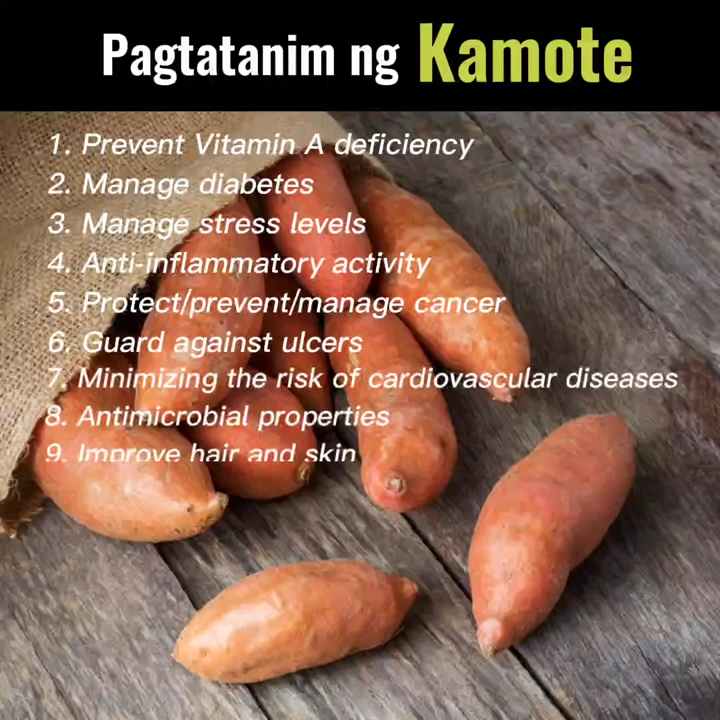 Pagtatanim ng Kamote
1. Prevent Vitamin A deficiency
2. Manage diabetes
3. Manage stress levels
4. Anti-inflammatory activity
5. Protect/prevent/manage cancer
6. Guard against ulcers
7. Minimizing the risk of cardiovascular diseases
8. Antimicrobial properties
9. Improve hair and skin